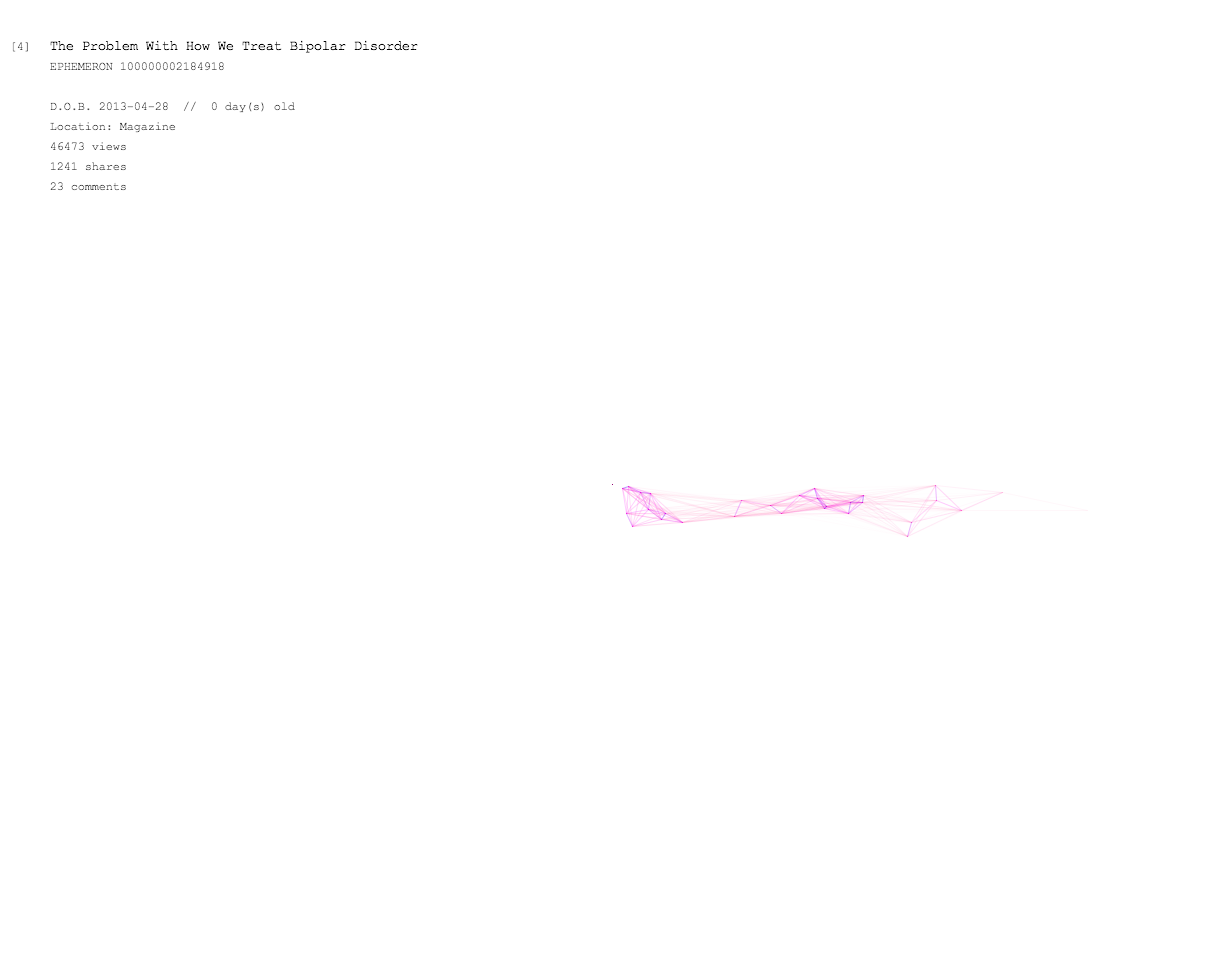 [4] The Problem With How We Treat Bipolar Disorder
EPHEMERON 100000002184918
D.O.B. 2013-04-28 // 0 day(s) old
Location: Magazine
46473 views
1241 shares
23 comments